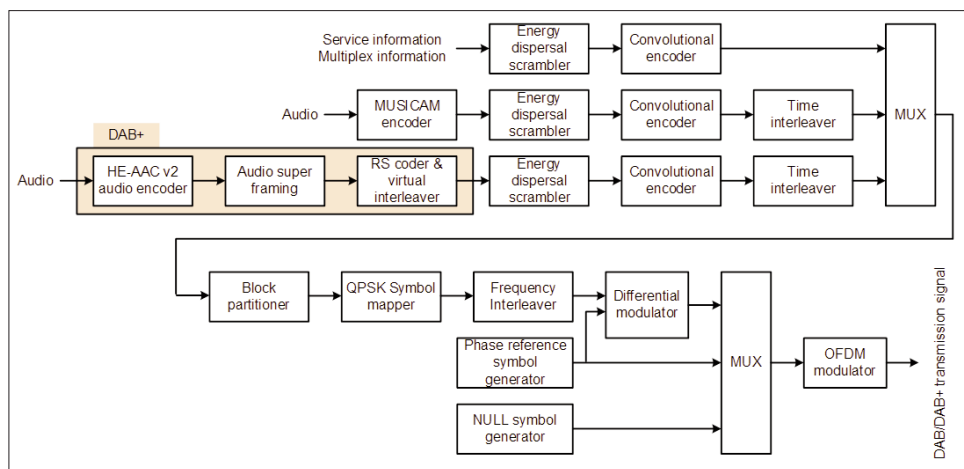 Service information
Multiplex information
Energy
dispersal
scrambler
Convolutional
encoder
MUX
Audio
MUSICAM
encoder
Energy
dispersal
scrambler
Convolutional
encoder
Time
interleaver
DAB+
Audio
HE-AAC v2
audio encoder
Audio super
framing
RS coder &
virtual
interleaver
Energy
dispersal
scrambler
Convolutional
encoder
Time
interleaver
Block
partitioner
QPSK Symbol
mapper
Frequency
Interleaver
Differential
modulator
Phase reference
symbol
generator
MUX
OFDM
modulator
NULL symbol
generator
DAB/DAB+ transmission signal